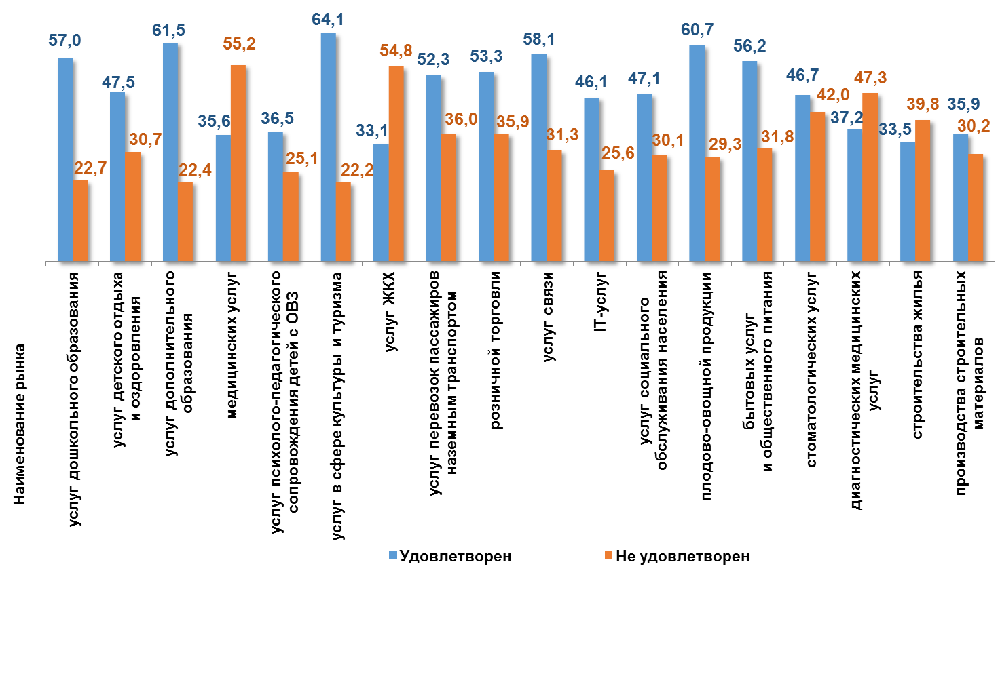 57,0
22,7
47,5
30,7
61,5
22,4
35,6
55,2
36,5
25,1
64,1
22,2
33,1
54,8
52,3
36,0
53,3
35,9
58,1
31,3
46,1
25,6
47,1
30,1
60,7
29,3
56,2
31,8
46,7
42,0
37,2
47,3
33,5
39,8
35,9
30,2
Наименование рынка
услуг дошкольного образования
услуг детского отдыха
и оздоровления
услуг дополнительного
образования
медицинских услуг
услуг психолого-педагогического
сопровождения детей с ОВЗ
услуг в сфере культуры и туризма
услуг ЖКХ
услуг перевозок пассажиров
наземным транспортом
розничной торговли
услуг связи
IT-услуг
услуг социального
обслуживания населения
плодово-овощной продукции
бытовых услуг
и общественного питания
стоматологических услуг
диагностических медицинских
услуг
строительства жилья
производства строительных
материалов
Удовлетворен
Не удовлетворен